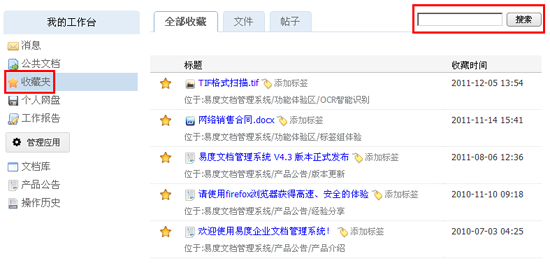 我的工作台
消息
公共文档
收藏夹
个人网盘
工作报告
管理应用
文档库
产品公告
操作历史
全部收藏 文件 帖子
搜索
标题 收藏时间
TIF格式扫描.tif 添加标签 2011-12-05 13:54
位于:易度文档管理系统/功能体验区/OCR智能识别
网络销售合同.docx 添加标签 2011-11-14 15:41
位于:易度文档管理系统/功能体验区/标签组体验
易度文档管理系统 V4.3 版本正式发布 添加标签 2011-08-06 12:36
位于:易度文档管理系统/产品公告/版本更新
请使用firefox浏览器获得高速、安全的体验 添加标签 2010-11-10 09:18
位于:易度文档管理系统/产品公告/经验分享
欢迎使用易度企业文档管理系统! 添加标签 2010-07-03 04:25
位于:易度文档管理系统/产品公告/产品介绍